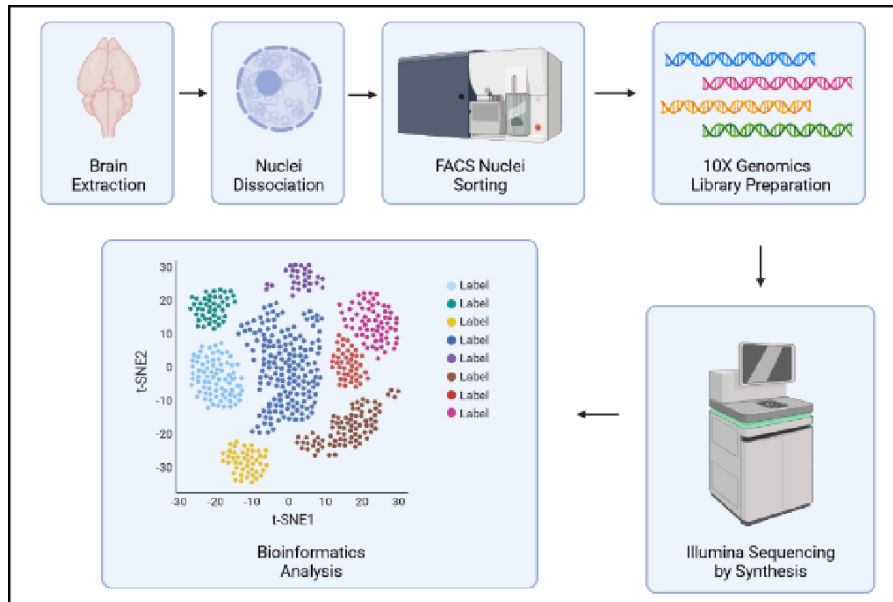 Brain
Extraction
Nuclei
Dissociation
FACS Nuclei
Sorting
10X Genomics
Library Preparation
30
20
10
0
-10
-20
-30
t-SNE2
-30
-20
-10
0
10
20
30
t-SNE1
Label
Label
Label
Label
Label
Label
Label
Label
Bioinformatics
Analysis
Illumina Sequencing
by Synthesis